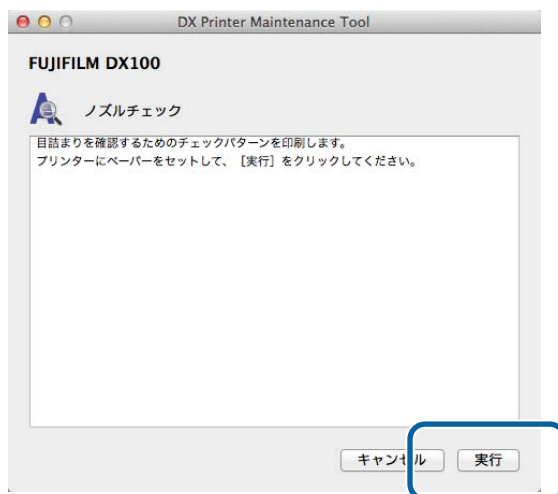 DX Printer Maintenance Tool
FUJIFILM DX100
ノズルチェック
目詰まりを確認するためのチェックパターンを印刷します。
プリンターにペーパーをセットして、［実行］をクリックしてください。
キャンセル
実行